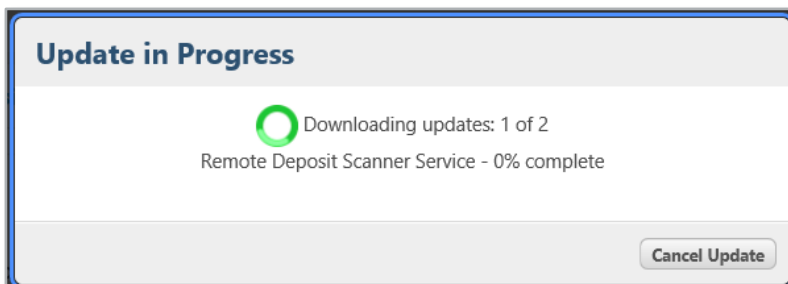 Update in Progress
Downloading updates: 1 of 2
Remote Deposit Scanner Service - 0% complete
Cancel Update